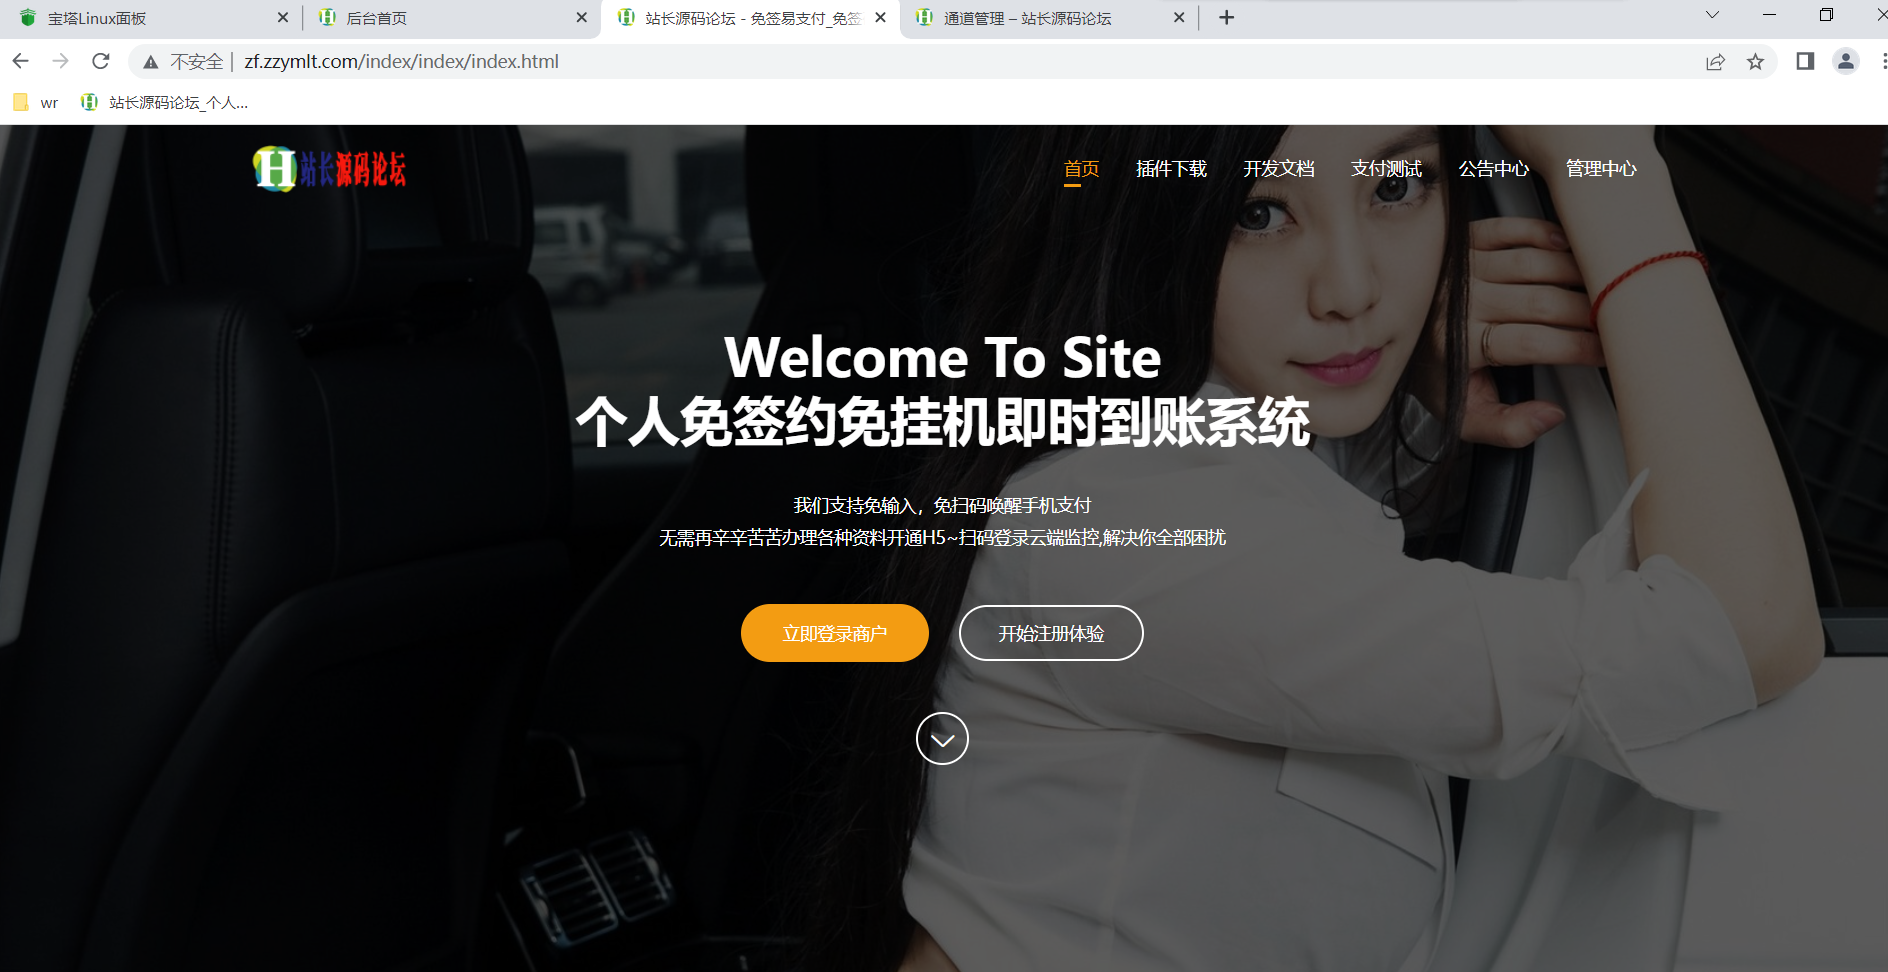 宝塔Linux面板
后台首页
站长源码论坛 - 免签易支付_免签
通道管理 – 站长源码论坛
不安全 | zf.zzymlt.com/index/index/index.html
wr
站长源码论坛_个人...
H站长源码论坛
首页 插件下载 开发文档 支付测试 公告中心 管理中心
Welcome To Site
个人免签约免挂机即时到账系统
我们支持免输入，免扫码唤醒手机支付
无需再辛辛苦苦办理各种资料开通H5~扫码登录云端监控,解决你全部困扰
立即登录商户
开始注册体验